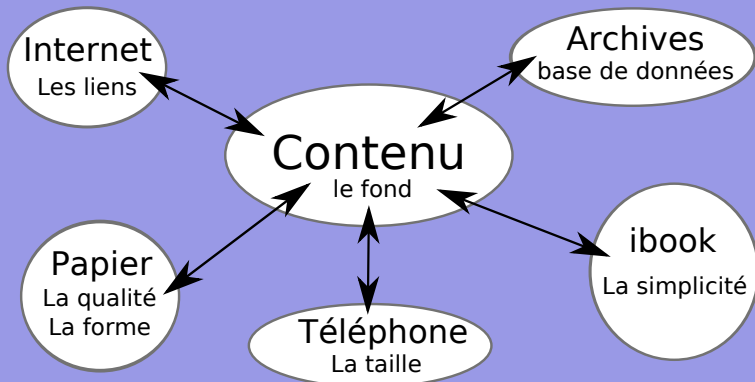 Internet
Les liens
Archives
base de données
Contenu
le fond
Papier
La qualité
La forme
Téléphone
La taille
ibook
La simplicité